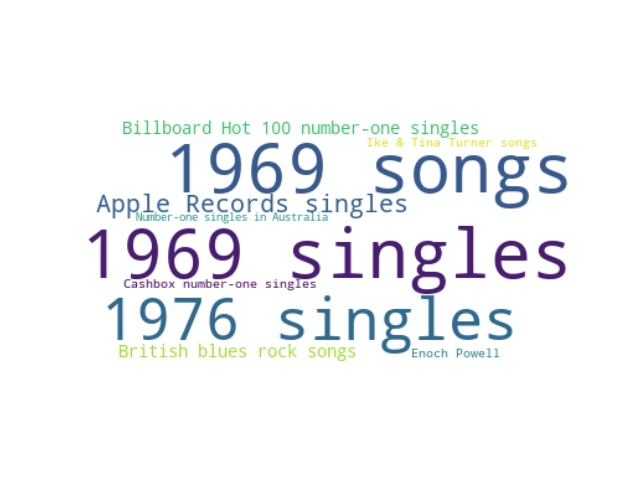 Billboard Hot 100 number-one singles
Ike & Tina Turner songs
1969 songs
Apple Records singles
Number-one singles in Australia
1969 singles
Cashbox number-one singles
1976 singles
British blues rock songs
Enoch Powell